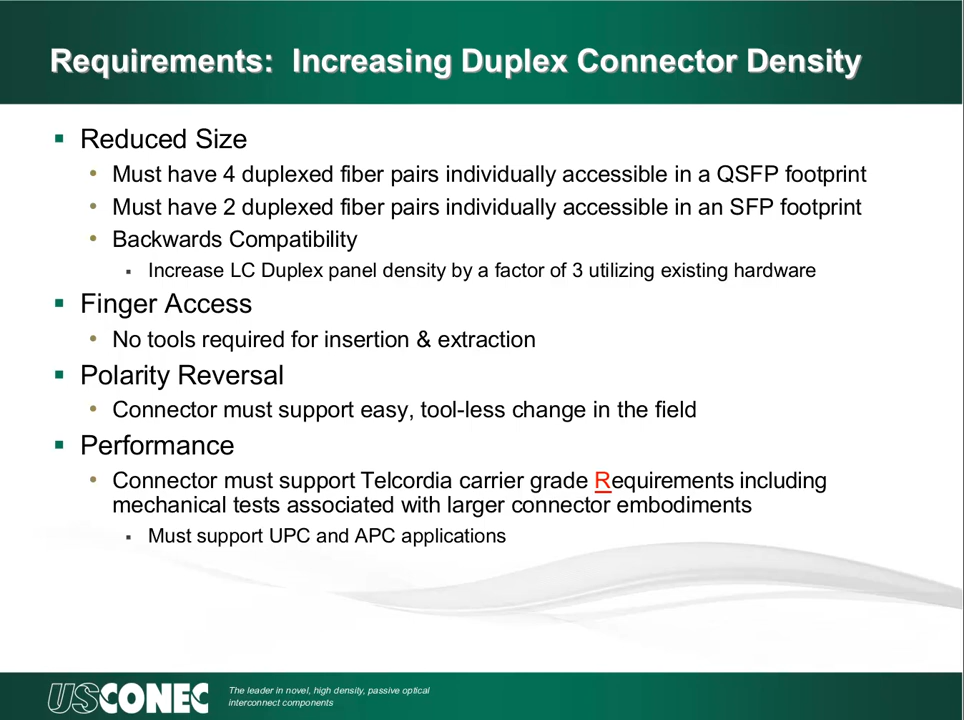 Requirements:  Increasing Duplex Connector Density
▪ Reduced Size
• Must have 4 duplexed fiber pairs individually accessible in a QSFP footprint
• Must have 2 duplexed fiber pairs individually accessible in an SFP footprint
• Backwards Compatibility
▪ Increase LC Duplex panel density by a factor of 3 utilizing existing hardware
▪ Finger Access
• No tools required for insertion & extraction
▪ Polarity Reversal
• Connector must support easy, tool-less change in the field
▪ Performance
• Connector must support Telcordia carrier grade Requirements including
mechanical tests associated with larger connector embodiments
▪ Must support UPC and APC applications
USCONEC
The leader in novel, high density, passive optical
interconnect components